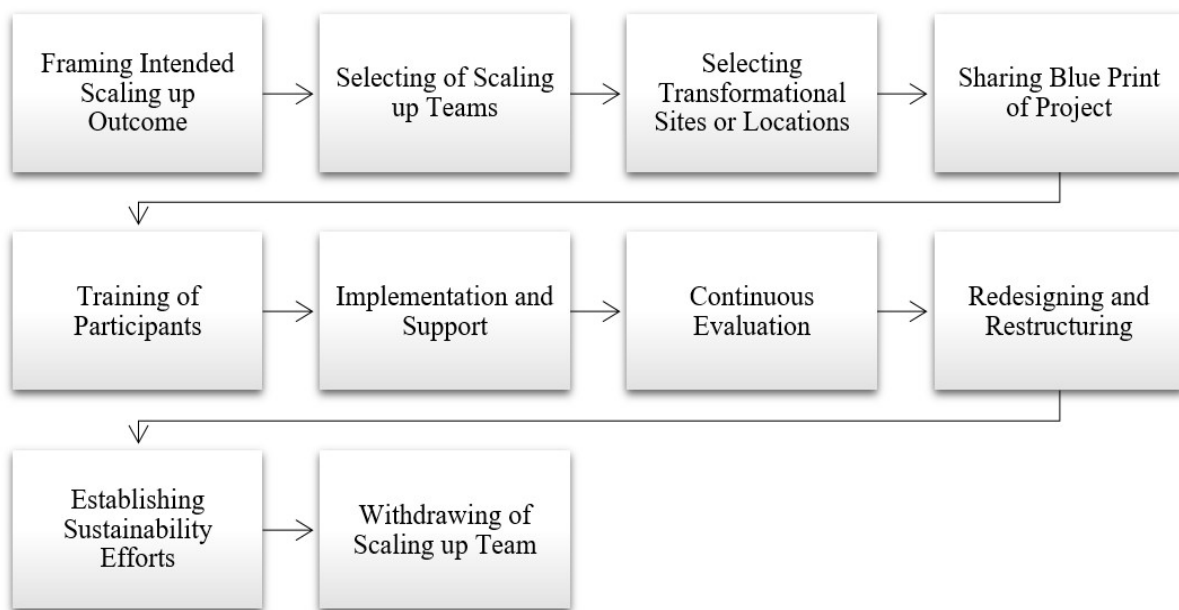 Framing Intended
Scaling up
Outcome
Selecting of Scaling
up Teams
Selecting
Transformational
Sites or Locations
Sharing Blue Print
of Project
Training of
Participants
Implementation and
Support
Continuous
Evaluation
Redesigning and
Restructuring
Establishing
Sustainability
Efforts
Withdrawing of
Scaling up Team